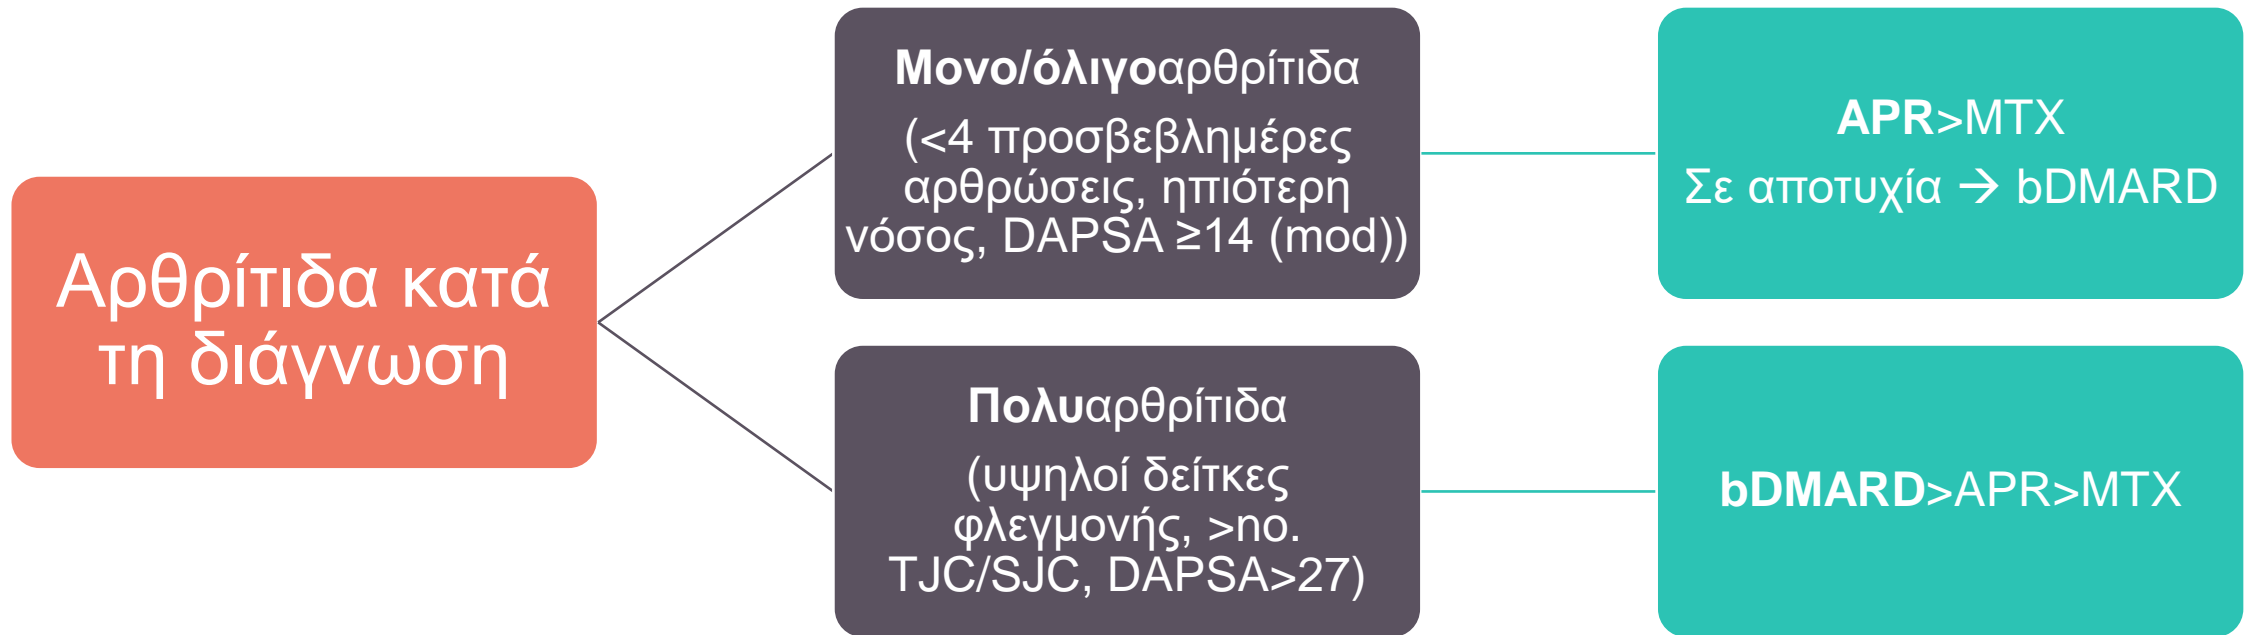 Αρθρίτιδα κατά
τη διάγνωση
Μονο/όλιγοαρθρίτιδα
(<4 προσβεβλημέρες
αρθρώσεις, ηπιότερη
νόσος, DAPSA ≥14 (mod))
APR>MTX
Σε αποτυχία → bDMARD
Πολυαρθρίτιδα
(υψηλοί δείτκες
φλεγμονής, >no.
TJC/SJC, DAPSA>27)
bDMARD>APR>MTX